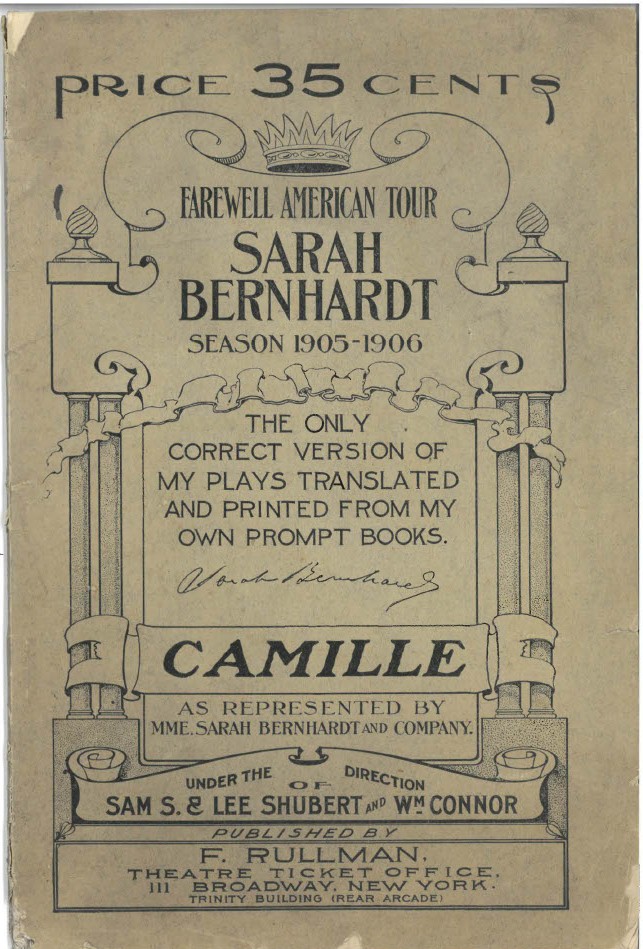 PRICE 35 CENTS
FAREWELL AMERICAN TOUR
SARAH
BERNHARDT
SEASON 1905-1906
THE ONLY
CORRECT VERSION OF
MY PLAYS TRANSLATED
AND PRINTED FROM MY
OWN PROMPT BOOKS.
Sarah Bernhardt
CAMILLE
AS REPRESENTED BY
MME. SARAH BERNHARDT AND COMPANY.
UNDER THE DIRECTION
OF
SAM S. & LEE SHUBERT AND WM CONNOR
PUBLISHED BY
F. RULLMAN,
THEATRE TICKET OFFICE,
111 BROADWAY, NEW YORK.
TRINITY BUILDING (REAR ARCADE)